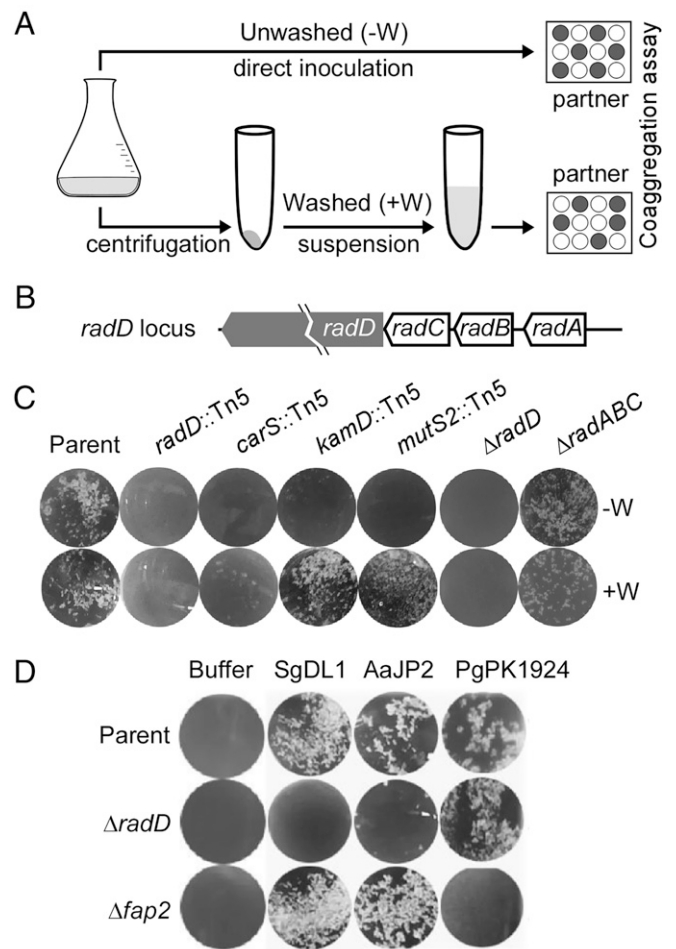 A
Unwashed (-W)
direct inoculation
partner
Coaggregation assay
partner
Washed (+W)
centrifugation
suspension
B
radD locus
radD
radC
radB
radA
C
Parent
radD::Tn5
carS::Tn5
kamD::Tn5
mutS2::Tn5
ΔradD
ΔradABC
-W
+W
D
Buffer SgDL1 AaJP2 PgPK1924
Parent
ΔradD
Δfap2